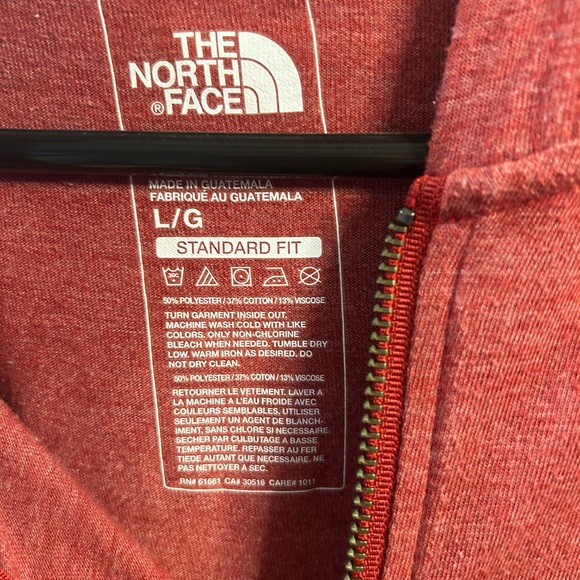 THE
NORTH
® FACE
MADE IN GUATEMALA
FABRIQUÉ AU GUATEMALA
L/G
STANDARD FIT
30C
50% POLYESTER / 37% COTTON / 13% VISCOSE
TURN GARMENT INSIDE OUT.
MACHINE WASH COLD WITH LIKE
COLORS. ONLY NON-CHLORINE
BLEACH WHEN NEEDED. TUMBLE DRY
LOW. WARM IRON AS DESIRED. DO
NOT DRY CLEAN.
50% POLYESTER / 37% COTON / 13% VISCOSE
RETOURNER LE VETEMENT. LAVER A
LA MACHINE A L'EAU FROIDE AVEC
COULEURS SEMBLABLES, UTILISER
SEULEMENT UN AGENT DE BLANCH-
IMENT, SANS CHLORE SI NECESSAIRE.
SECHER PAR CULBUTAGE A BASSE
TEMPERATURE. REPASSER AU FER
TIEDE AUTANT QUE NECESSAIRE. NE
PAS NETTOYER A SEC.
RN# 61661 CA# 30516 CARE# 1011